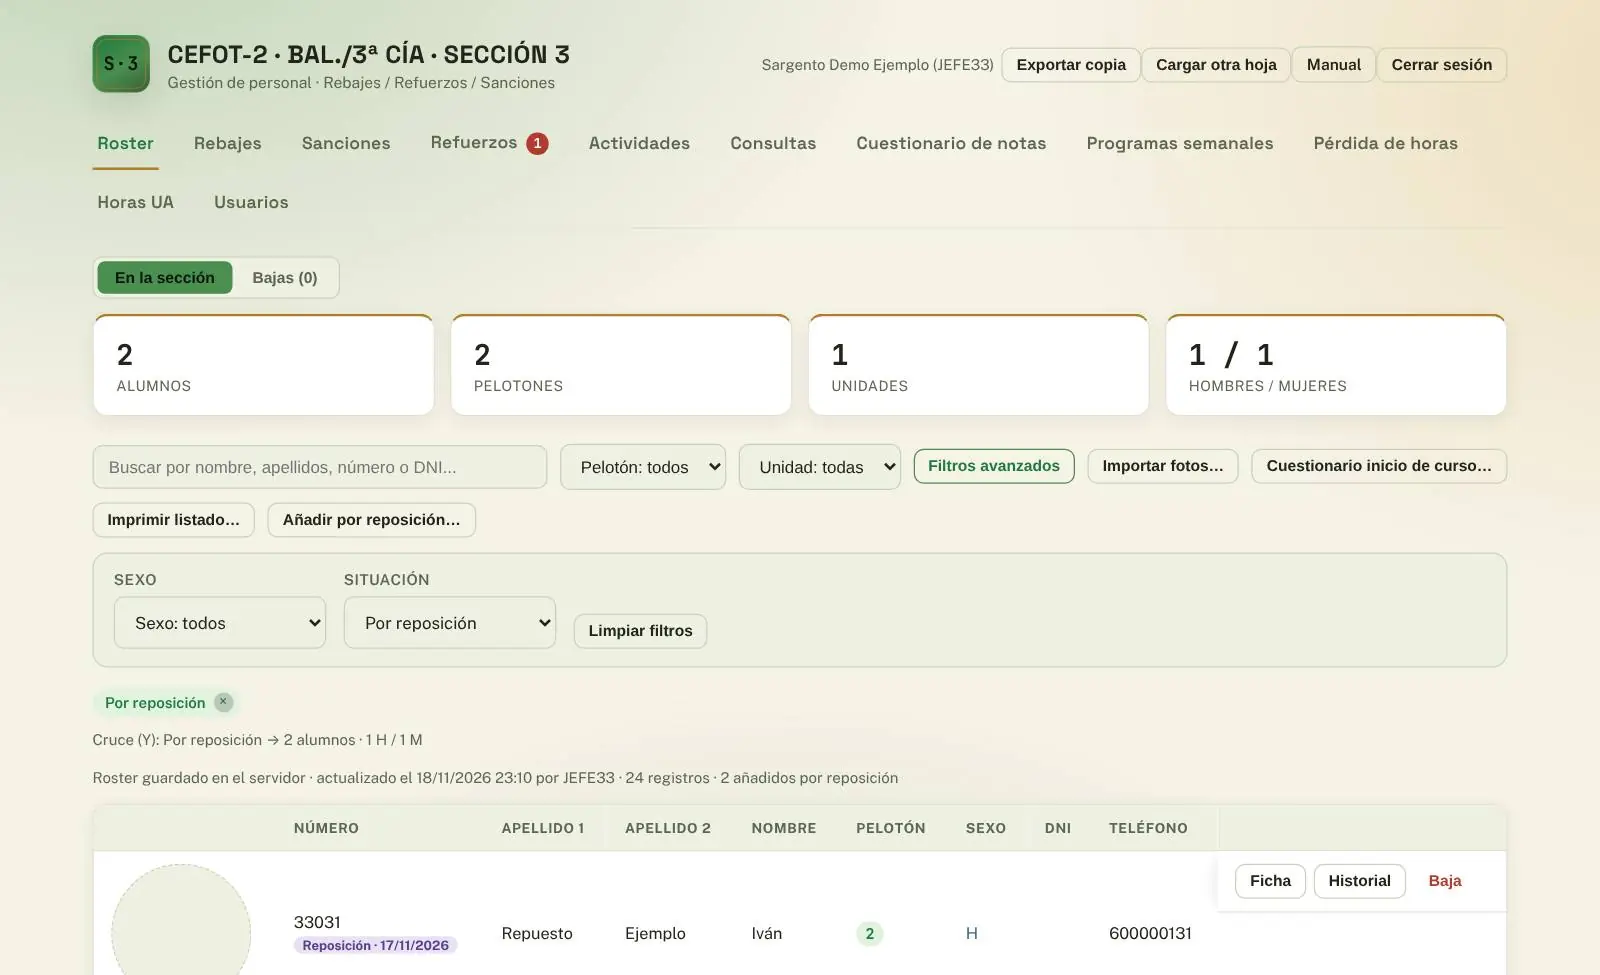 S·3
CEFOT-2 · BAL./3ª CÍA · SECCIÓN 3
Gestión de personal · Rebajes / Refuerzos / Sanciones
Sargento Demo Ejemplo (JEFE33)
Exportar copia
Cargar otra hoja
Manual
Cerrar sesión
Roster
Rebajes
Sanciones
Refuerzos 1
Actividades
Consultas
Cuestionario de notas
Programas semanales
Pérdida de horas
Horas UA
Usuarios
En la sección
Bajas (0)
2
ALUMNOS
2
PELOTONES
1
UNIDADES
1 / 1
HOMBRES / MUJERES
Buscar por nombre, apellidos, número o DNI...
Pelotón: todos
Unidad: todas
Filtros avanzados
Importar fotos...
Cuestionario inicio de curso...
Imprimir listado...
Añadir por reposición...
SEXO
SITUACIÓN
Sexo: todos
Por reposición
Limpiar filtros
Por reposición ×
Cruce (Y): Por reposición → 2 alumnos · 1 H / 1 M
Roster guardado en el servidor · actualizado el 18/11/2026 23:10 por JEFE33 · 24 registros · 2 añadidos por reposición
NÚMERO APELLIDO 1 APELLIDO 2 NOMBRE PELOTÓN SEXO DNI TELÉFONO
33031
Reposición · 17/11/2026
Repuesto Ejemplo Iván 2 H 600000131
Ficha Historial Baja